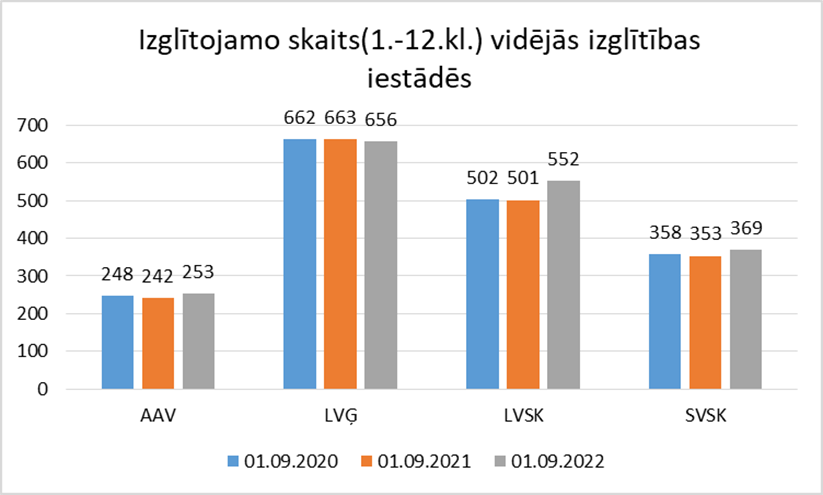 Izglītojamo skaits(1.-12.kl.) vidējās izglītības
iestādēs
700
600
500
400
300
200
100
0
248 242 253
662 663 656
502 501 552
358 353 369
AAV LVĢ LVSK SVSK
01.09.2020 01.09.2021 01.09.2022